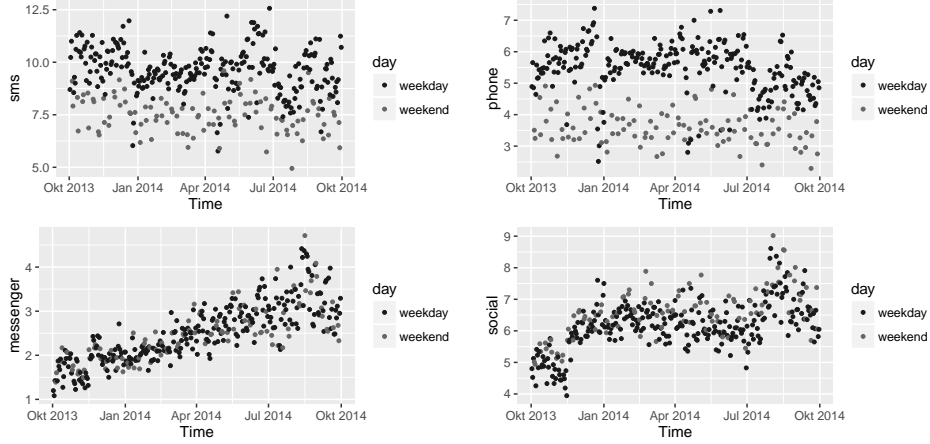 sms
12.5
10.0
7.5
5.0
Okt 2013 Jan 2014 Apr 2014 Jul 2014 Okt 2014
Time
day
weekday
weekend
phone
7
6
5
4
3
Okt 2013 Jan 2014 Apr 2014 Jul 2014 Okt 2014
Time
day
weekday
weekend
messenger
4
3
2
1
Okt 2013 Jan 2014 Apr 2014 Jul 2014 Okt 2014
Time
day
weekday
weekend
social
9
8
7
6
5
4
Okt 2013 Jan 2014 Apr 2014 Jul 2014 Okt 2014
Time
day
weekday
weekend